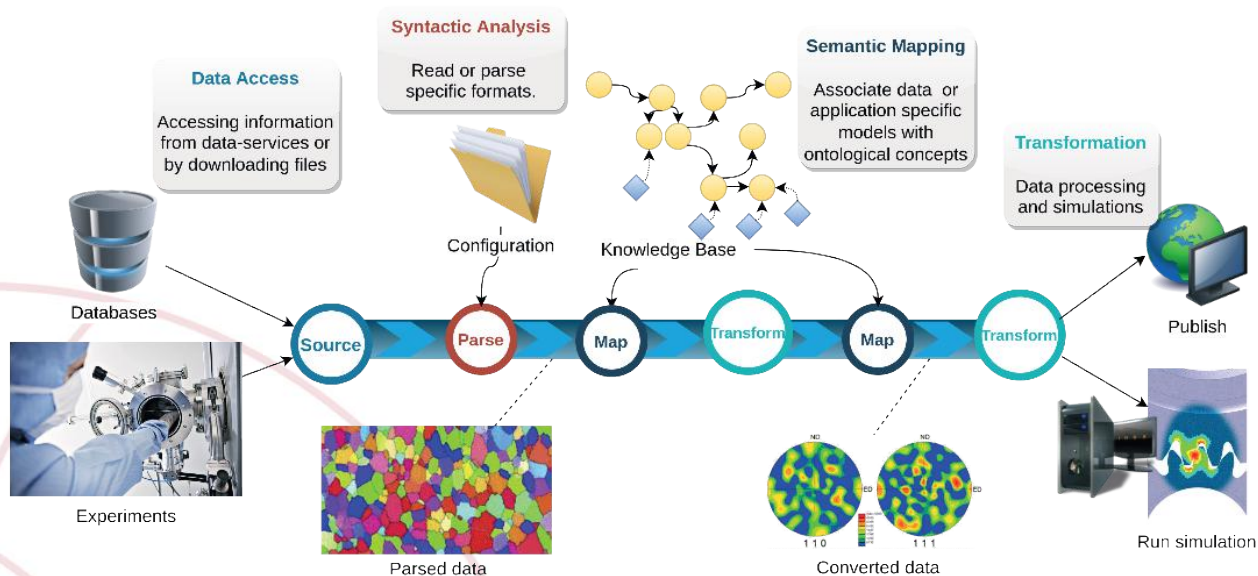 Syntactic Analysis
Read or parse
specific formats.
Semantic Mapping
Associate data or
application specific
models with
ontological concepts
Data Access
Accessing information
from data-services or
by downloading files
Transformation
Data processing
and simulations
Configuration
Knowledge Base
Databases
Publish
Source
Parse
Map
Transform
Map
Transform
Experiments
Parsed data
ND
ND
ED
ED
1 1 0
1 1 1
Converted data
Run simulation